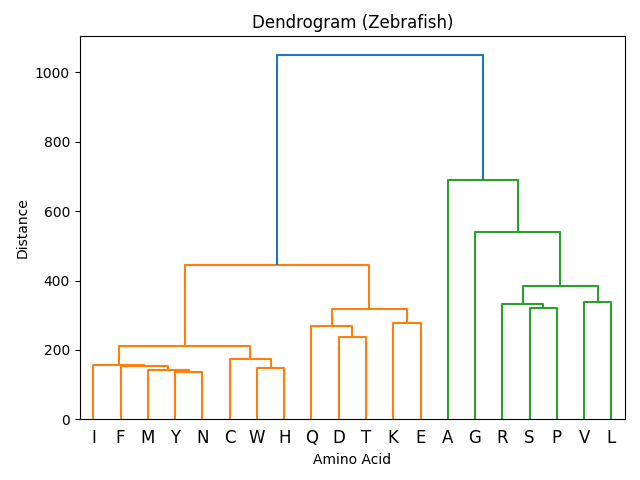 Dendrogram (Zebrafish)
1000
800
600
400
200
0
Distance
I F M Y N C W H Q D T K E A G R S P V L
Amino Acid